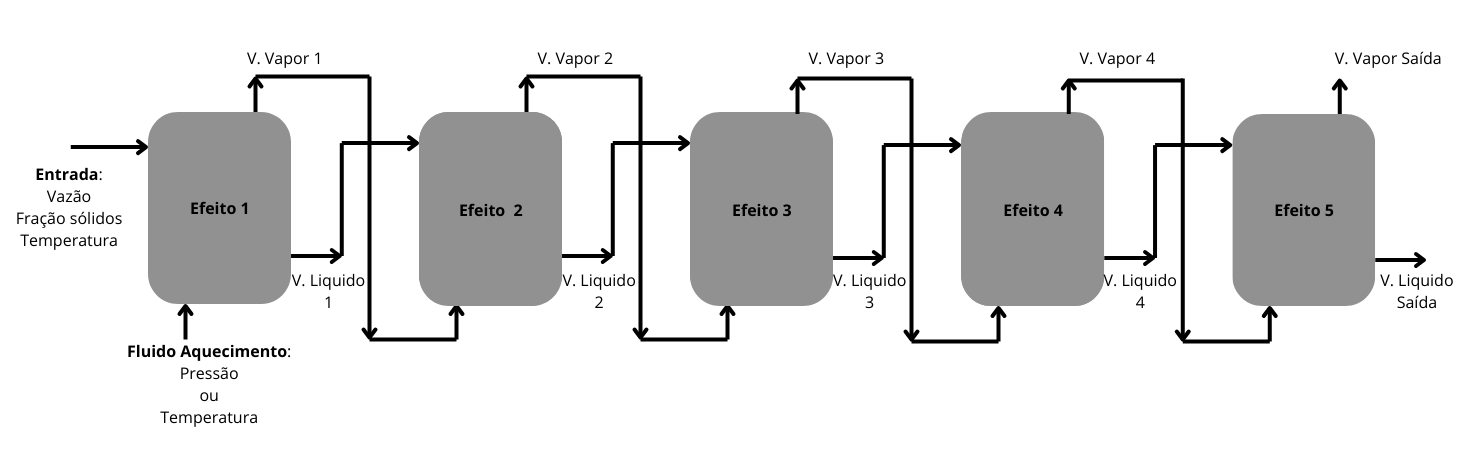 V. Vapor 1
V. Vapor 2
V. Vapor 3
V. Vapor 4
V. Vapor Saída
Entrada:
Vazão
Fração sólidos
Temperatura
Efeito 1
Efeito 2
Efeito 3
Efeito 4
Efeito 5
V. Liquido
1
V. Liquido
2
V. Liquido
3
V. Liquido
4
V. Liquido
Saída
Fluido Aquecimento:
Pressão
ou
Temperatura